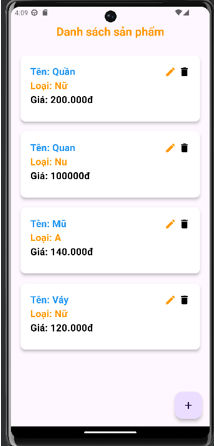 4:09
Danh sách sản phẩm
Tên: Quần
Loại: Nữ
Giá: 200.000đ
Tên: Quan
Loại: Nu
Giá: 100000đ
Tên: Mũ
Loại: A
Giá: 140.000đ
Tên: Váy
Loại: Nữ
Giá: 120.000đ
+